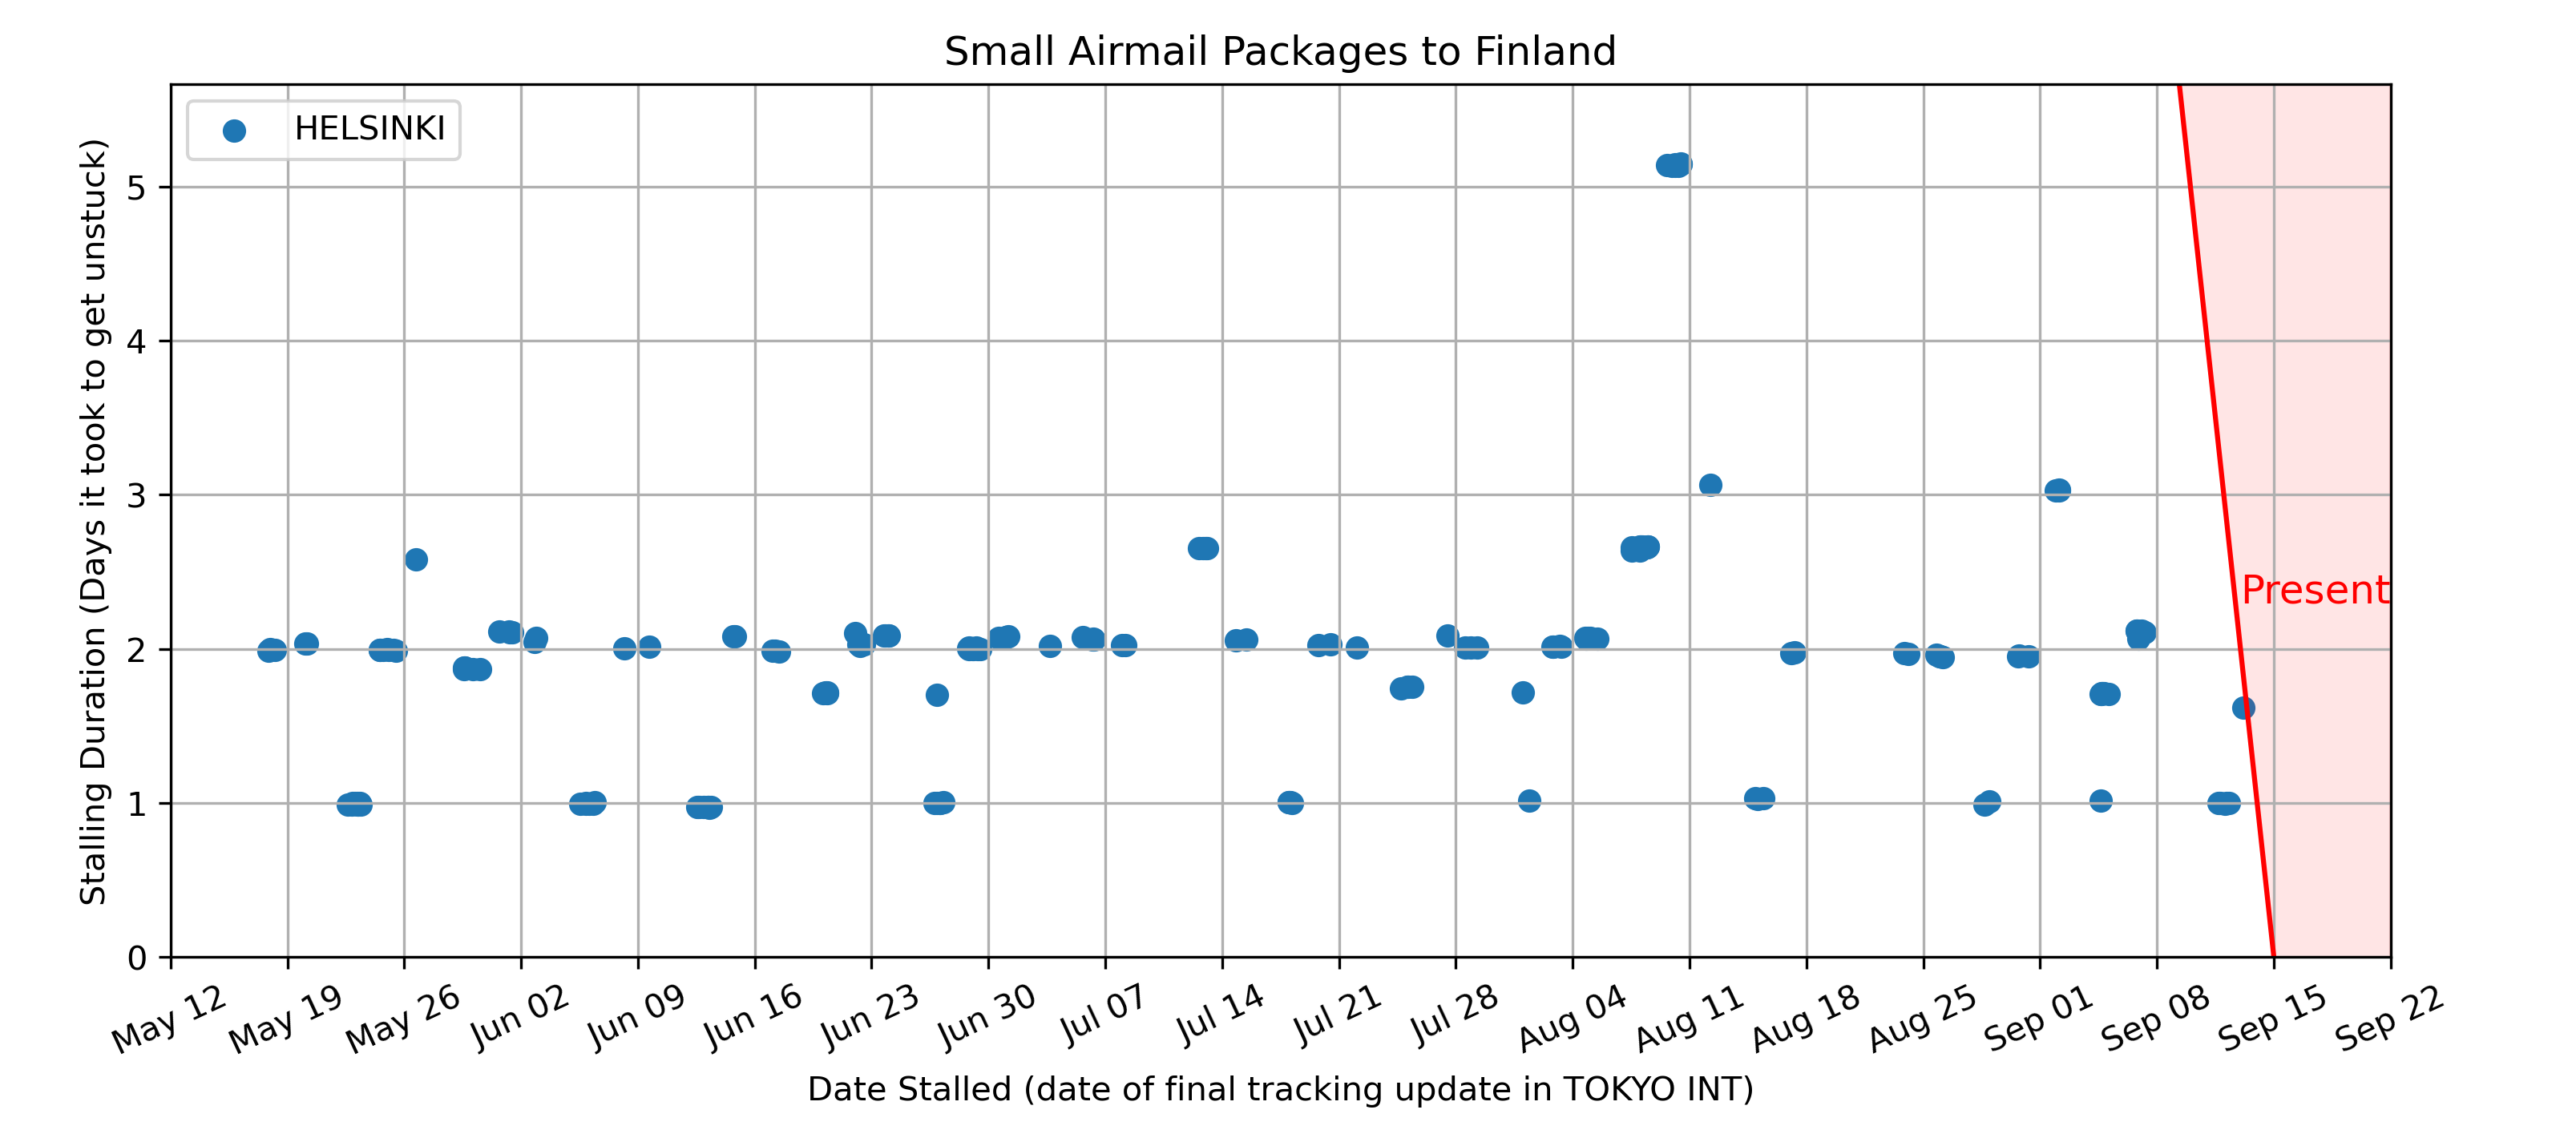 Small Airmail Packages to Finland
HELSINKI
Stalling Duration (Days it took to get unstuck)
5
4
3
2
1
0
Present
May 12
May 19
May 26
Jun 02
Jun 09
Jun 16
Jun 23
Jun 30
Jul 07
Jul 14
Jul 21
Jul 28
Aug 04
Aug 11
Aug 18
Aug 25
Sep 01
Sep 08
Sep 15
Sep 22
Date Stalled (date of final tracking update in TOKYO INT)